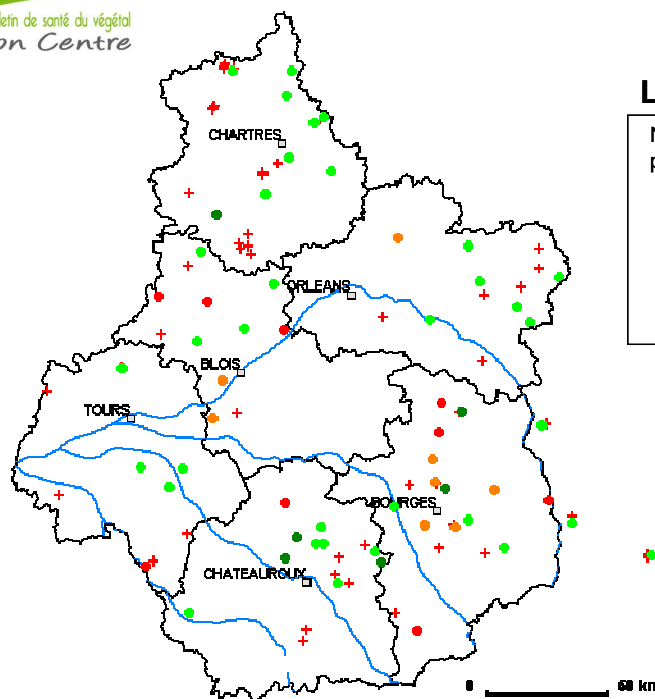 letin de santé du végétal
on Centre
CHARTRES
ORLEANS
BLOIS
TOURS
BOURGES
CHATEAUROUX
0 50 km